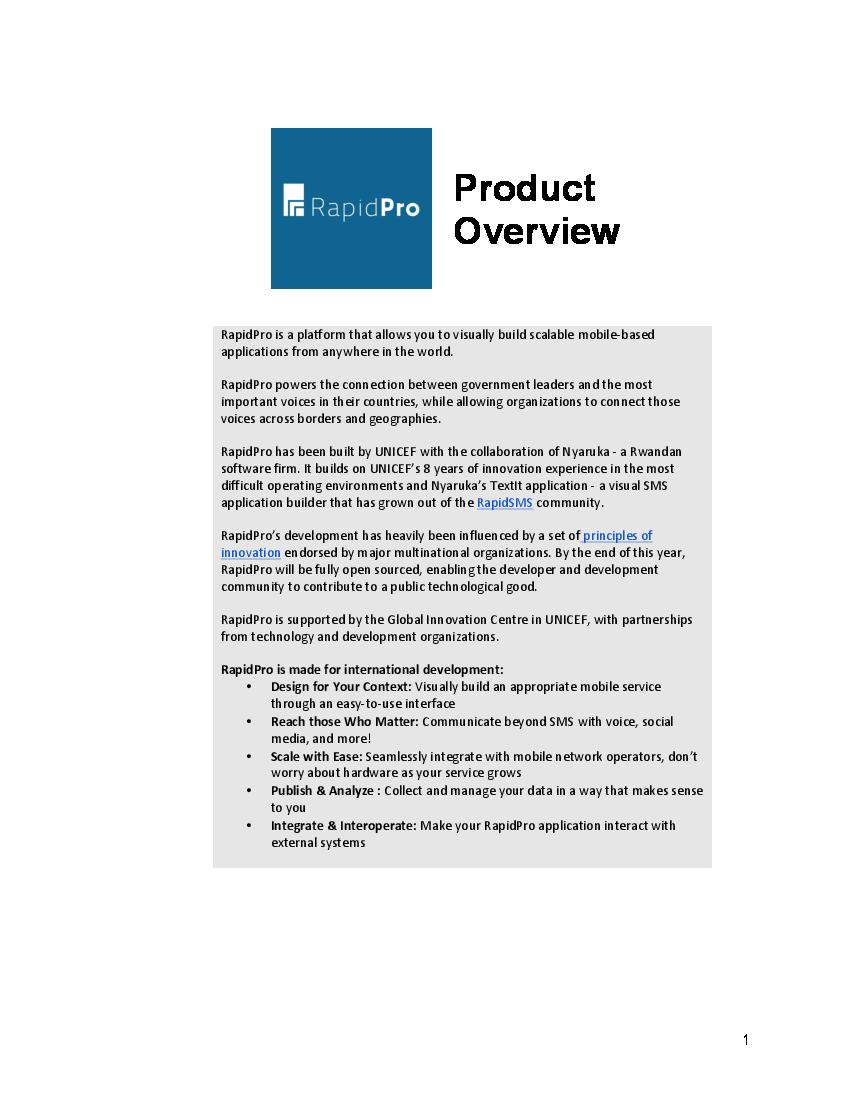 RapidPro
Product
Overview
RapidPro is a platform that allows you to visually build scalable mobile-based
applications from anywhere in the world.
RapidPro powers the connection between government leaders and the most
important voices in their countries, while allowing organizations to connect those
voices across borders and geographies.
RapidPro has been built by UNICEF with the collaboration of Nyaruka - a Rwandan
software firm. It builds on UNICEF’s 8 years of innovation experience in the most
difficult operating environments and Nyaruka’s TextIt application - a visual SMS
application builder that has grown out of the RapidSMS community.
RapidPro’s development has heavily been influenced by a set of principles of
innovation endorsed by major multinational organizations. By the end of this year,
RapidPro will be fully open sourced, enabling the developer and development
community to contribute to a public technological good.
RapidPro is supported by the Global Innovation Centre in UNICEF, with partnerships
from technology and development organizations.
RapidPro is made for international development:
• Design for Your Context: Visually build an appropriate mobile service
through an easy-to-use interface
• Reach those Who Matter: Communicate beyond SMS with voice, social
media, and more!
• Scale with Ease: Seamlessly integrate with mobile network operators, don’t
worry about hardware as your service grows
• Publish & Analyze : Collect and manage your data in a way that makes sense
to you
• Integrate & Interoperate: Make your RapidPro application interact with
external systems
1